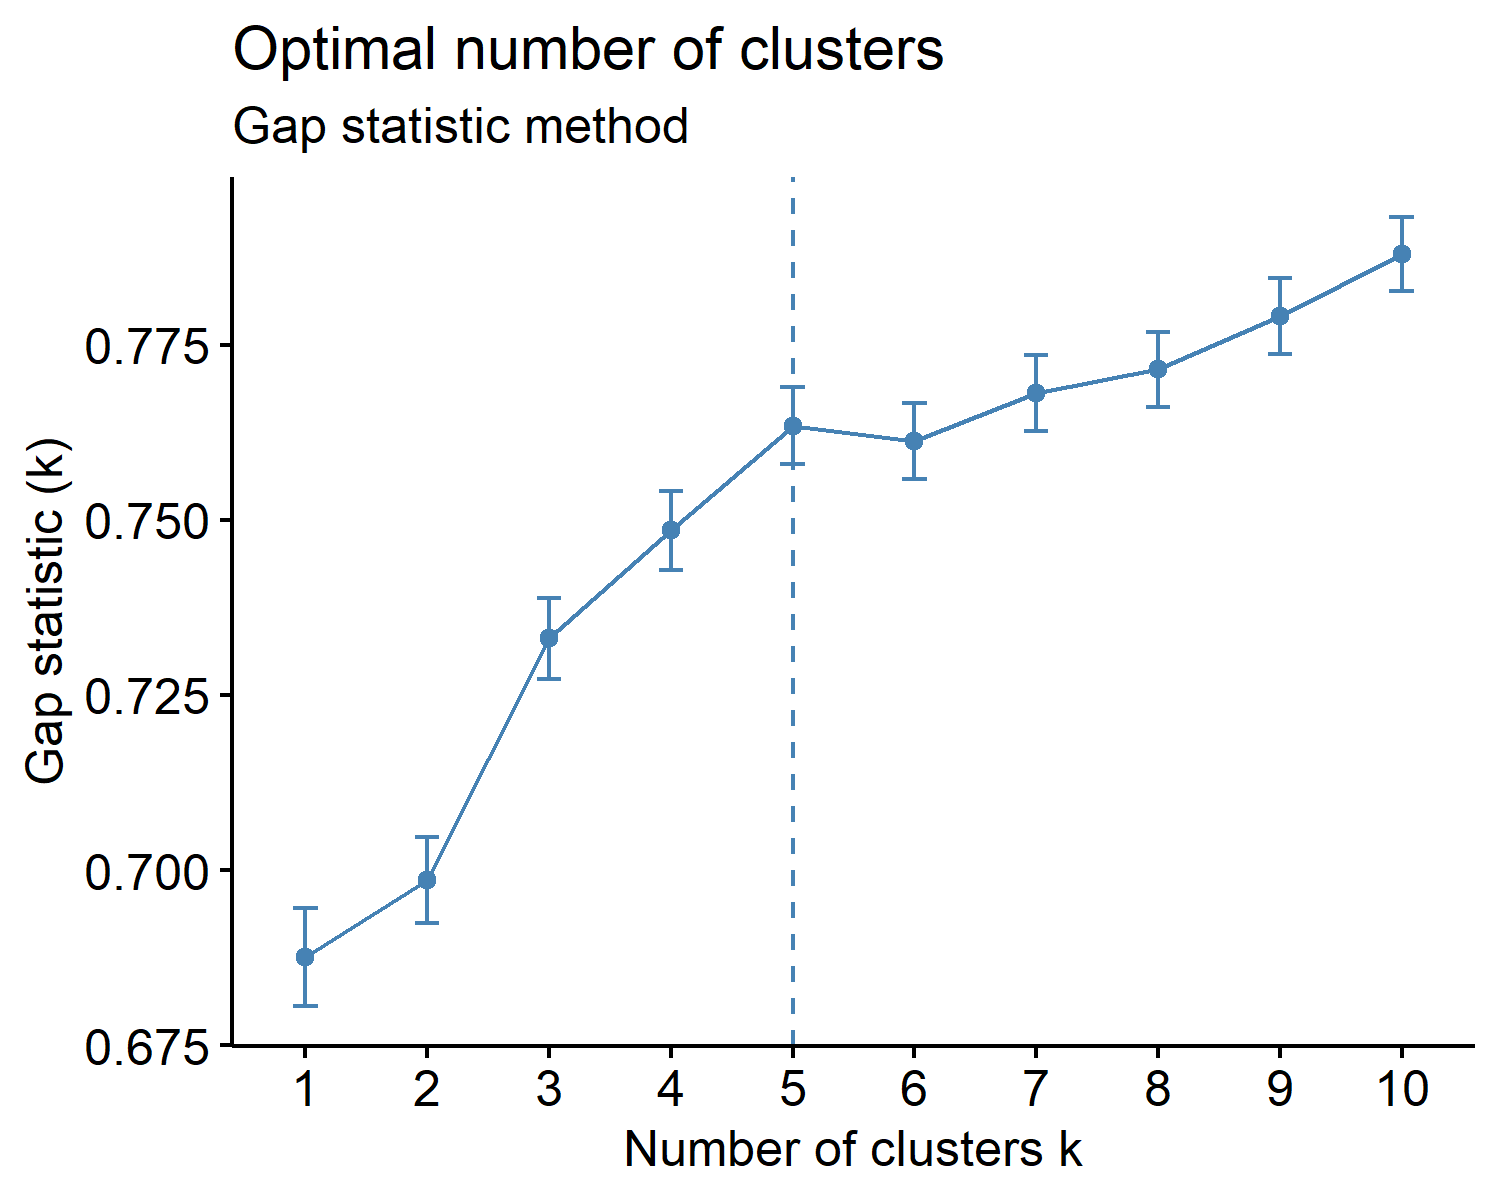 Optimal number of clusters
Gap statistic method
Gap statistic (k)
0.775
0.750
0.725
0.700
0.675
1 2 3 4 5 6 7 8 9 10
Number of clusters k